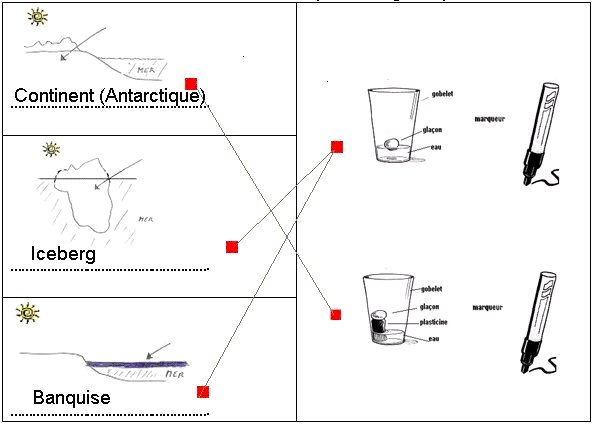 MER
Continent (Antarctique)
MER
Iceberg
MER
Banquise
gobelet
marqueur
glaçon
eau
gobelet
glaçon
marqueur
plasticine
eau